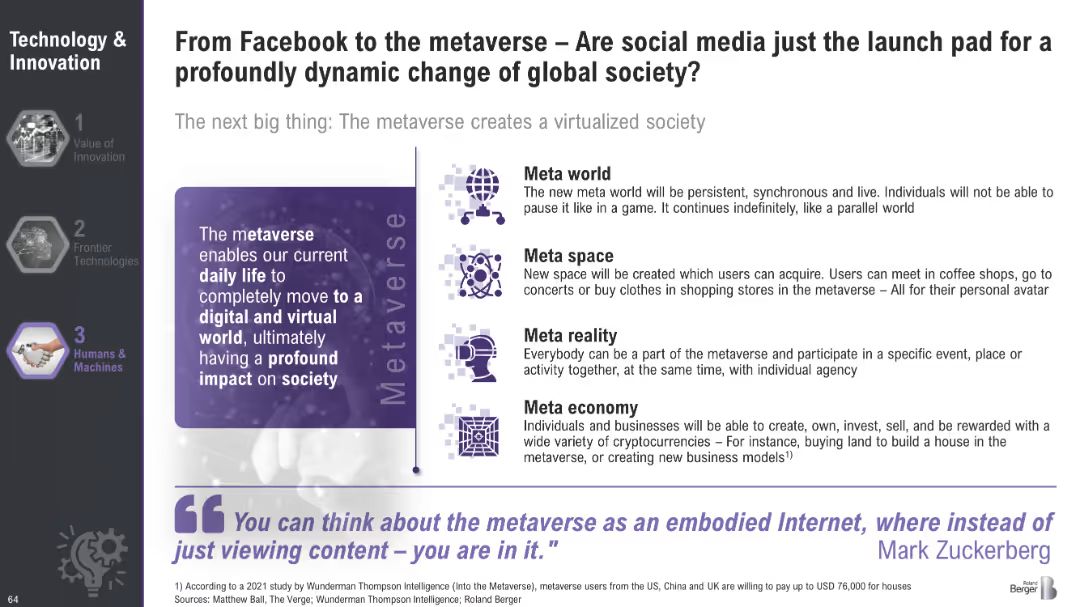 Technology &
Innovation
1
Value of
Innovation
2
Frontier
Technologies
3
Humans &
Machines
64
From Facebook to the metaverse – Are social media just the launch pad for a
profoundly dynamic change of global society?
The next big thing: The metaverse creates a virtualized society
The metaverse
enables our current
daily life to
completely move to a
digital and virtual
world, ultimately
having a profound
impact on society
Metaverse
Meta world
The new meta world will be persistent, synchronous and live. Individuals will not be able to
pause it like in a game. It continues indefinitely, like a parallel world
Meta space
New space will be created which users can acquire. Users can meet in coffee shops, go to
concerts or buy clothes in shopping stores in the metaverse – All for their personal avatar
Meta reality
Everybody can be a part of the metaverse and participate in a specific event, place or
activity together, at the same time, with individual agency
Meta economy
Individuals and businesses will be able to create, own, invest, sell, and be rewarded with a
wide variety of cryptocurrencies – For instance, buying land to build a house in the
metaverse, or creating new business models1)
“You can think about the metaverse as an embodied Internet, where instead of
just viewing content – you are in it."
Mark Zuckerberg
1) According to a 2021 study by Wunderman Thompson Intelligence (Into the Metaverse), metaverse users from the US, China and UK are willing to pay up to USD 76,000 for houses
Sources: Matthew Ball, The Verge; Wunderman Thompson Intelligence; Roland Berger
Roland
Berger